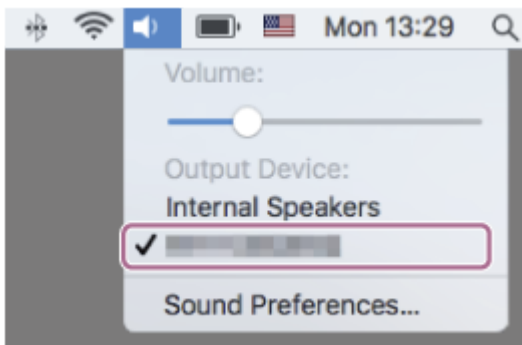 Mon 13:29
Volume:
Output Device:
Internal Speakers
Sound Preferences...